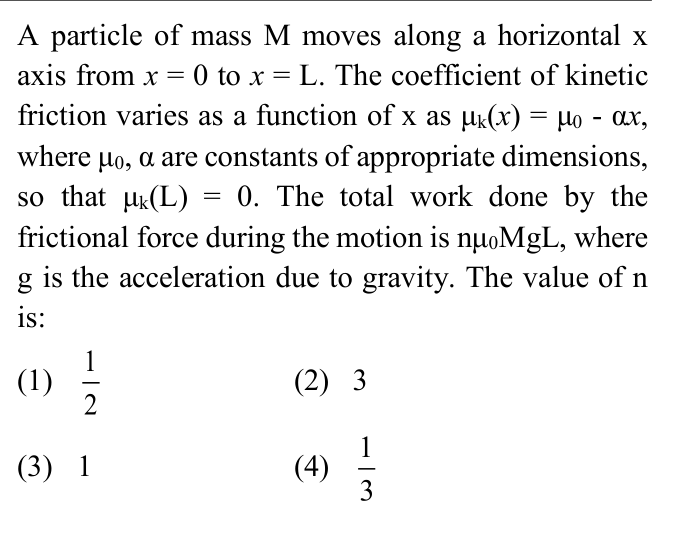 A particle of mass M moves along a horizontal x
axis from x = 0 to x = L. The coefficient of kinetic
friction varies as a function of x as μₖ(x) = μ₀ - αx,
where μ₀, α are constants of appropriate dimensions,
so that μₖ(L) = 0. The total work done by the
frictional force during the motion is nμ₀MgL, where
g is the acceleration due to gravity. The value of n
is:
(1) 1/2 (2) 3
(3) 1 (4) 1/3